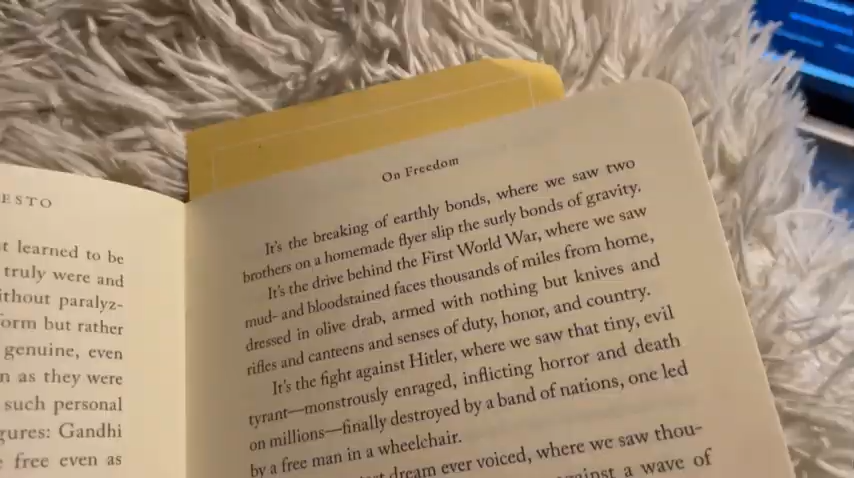 ESTO
t learned to be
truly were and
ithout paralyz-
orm but rather
genuine, even
n as they were
such personal
gures: Gandhi
free even as
On Freedom
It's the breaking of earthly bonds, where we saw two
brothers on a homemade flyer slip the surly bonds of gravity.
It's the drive behind the First World War, where we saw
mud- and bloodstained faces thousands of miles from home,
dressed in olive drab, armed with nothing but knives and
rifles and canteens and senses of duty, honor, and country.
It's the fight against Hitler, where we saw that tiny, evil
tyrant—monstrously enraged, inflicting horror and death
on millions—finally destroyed by a band of nations, one led
by a free man in a wheelchair.
dream ever voiced, where we saw thou-
a wave of